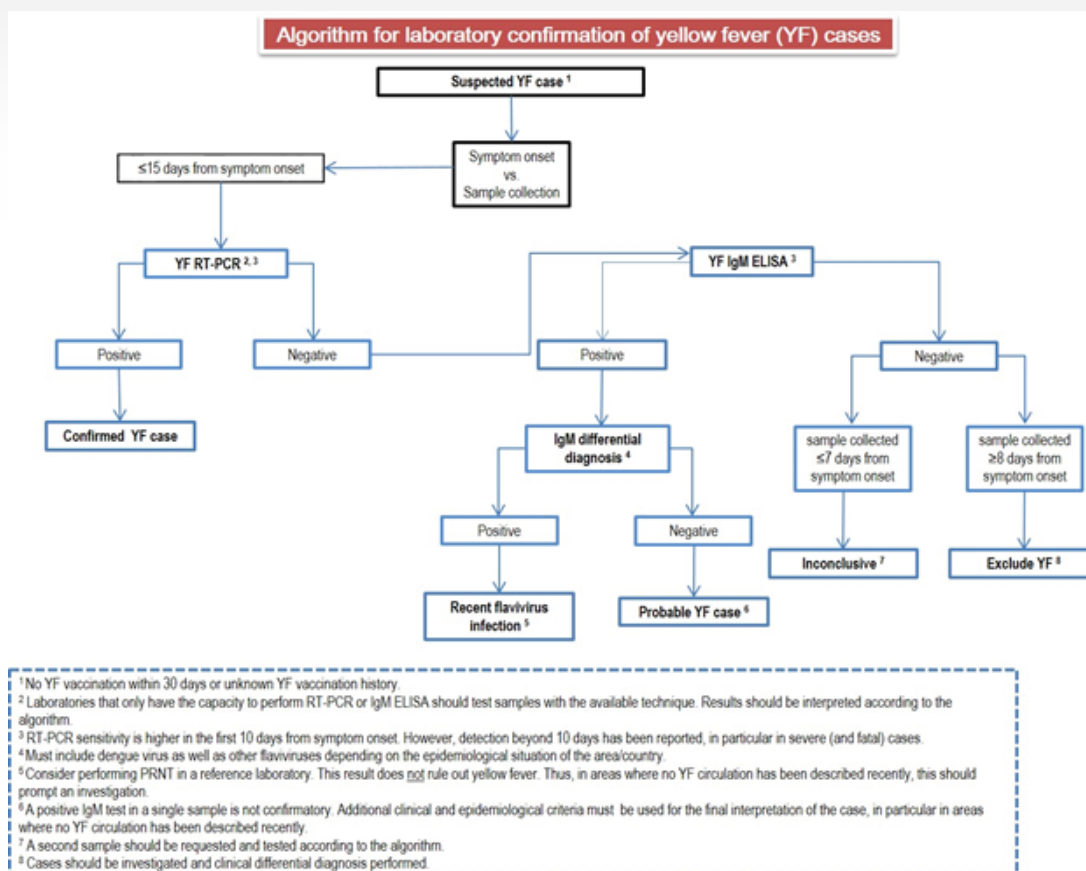 Algorithm for laboratory confirmation of yellow fever (YF) cases
Suspected YF case ¹
≤15 days from symptom onset
Symptom onset
vs.
Sample collection
YF RT-PCR ²,³
YF IgM ELISA ³
Positive
Negative
Positive
Negative
Confirmed YF case
IgM differential
diagnosis ⁴
sample collected
≤7 days from
symptom onset
sample collected
≥8 days from
symptom onset
Positive
Negative
Inconclusive ⁷
Exclude YF ⁸
Recent flavivirus
infection ⁵
Probable YF case ⁶
¹ No YF vaccination within 30 days or unknown YF vaccination history.
² Laboratories that only have the capacity to perform RT-PCR or IgM ELISA should test samples with the available technique. Results should be interpreted according to the
algorithm.
³ RT-PCR sensitivity is higher in the first 10 days from symptom onset. However, detection beyond 10 days has been reported, in particular in severe (and fatal) cases.
⁴ Must include dengue virus as well as other flaviviruses depending on the epidemiological situation of the area/country.
⁵ Consider performing PRNT in a reference laboratory. This result does not rule out yellow fever. Thus, in areas where no YF circulation has been described recently, this should
prompt an investigation.
⁶ A positive IgM test in a single sample is not confirmatory. Additional clinical and epidemiological criteria must be used for the final interpretation of the case, in particular in areas
where no YF circulation has been described recently.
⁷ A second sample should be requested and tested according to the algorithm.
⁸ Cases should be investigated and clinical differential diagnosis performed.